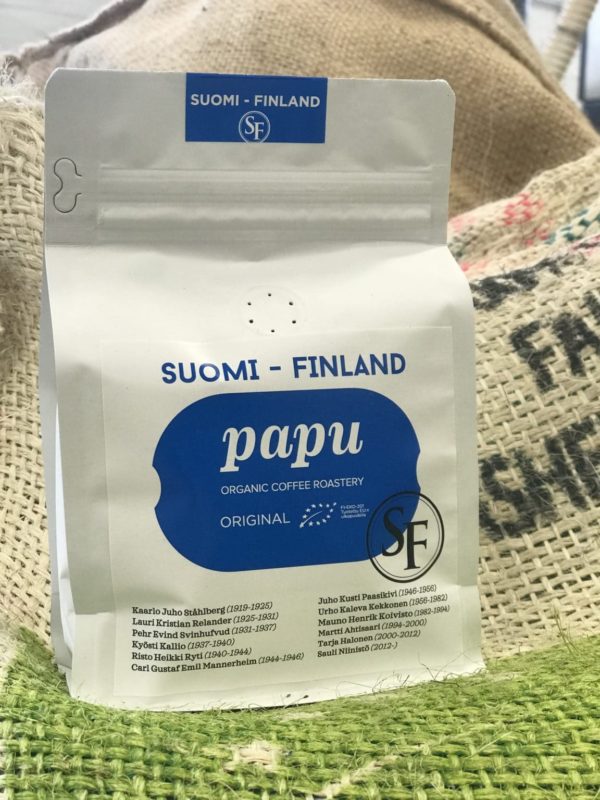 SUOMI - FINLAND
SF
SUOMI - FINLAND
papu
ORGANIC COFFEE ROASTERY
ORIGINAL
FI-EKO-201
SF
Kaarlo Juho Ståhlberg (1919-1925)
Lauri Kristian Relander (1925-1931)
Pehr Evind Svinhufvud (1931-1937)
Kyösti Kallio (1937-1940)
Risto Heikki Ryti (1940-1944)
Carl Gustaf Emil Mannerheim (1944-1946)
Juho Kusti Paasikivi (1946-1956)
Urho Kaleva Kekkonen (1956-1982)
Mauno Henrik Koivisto (1982-1994)
Martti Ahtisaari (1994-2000)
Tarja Halonen (2000-2012)
Sauli Niinistö (2012-)